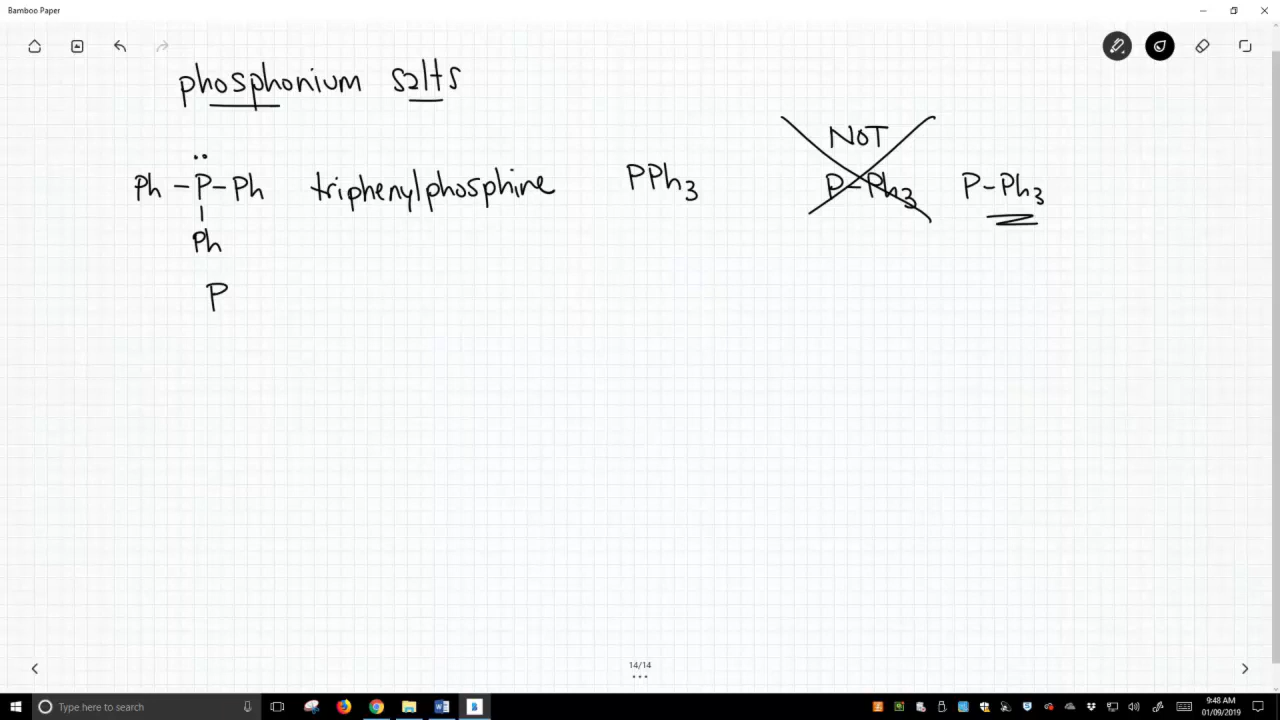 Bamboo Paper
phosphonium salts
NOT
Ph – P – Ph triphenylphosphine PPh3 P–Ph3 P–Ph3
Ph
P
14/14
Type here to search
9:48 AM
01/09/2019